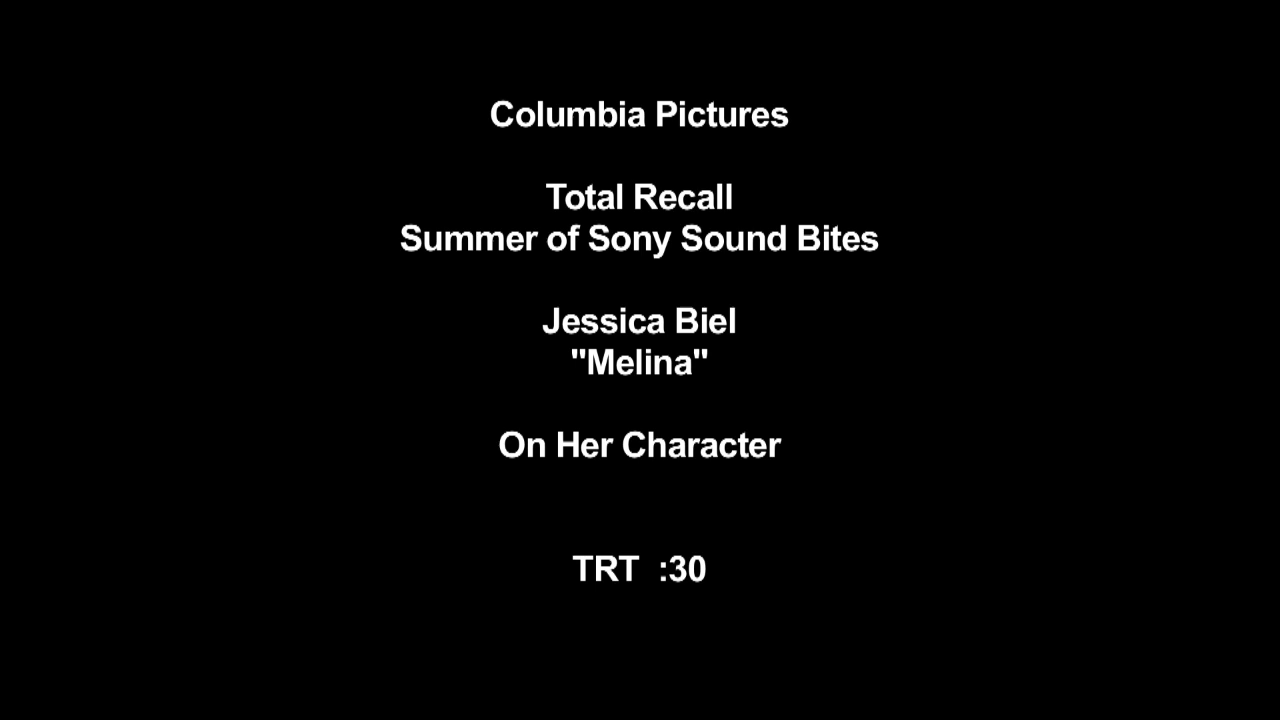 Columbia Pictures
Total Recall
Summer of Sony Sound Bites
Jessica Biel
"Melina"
On Her Character
TRT  :30